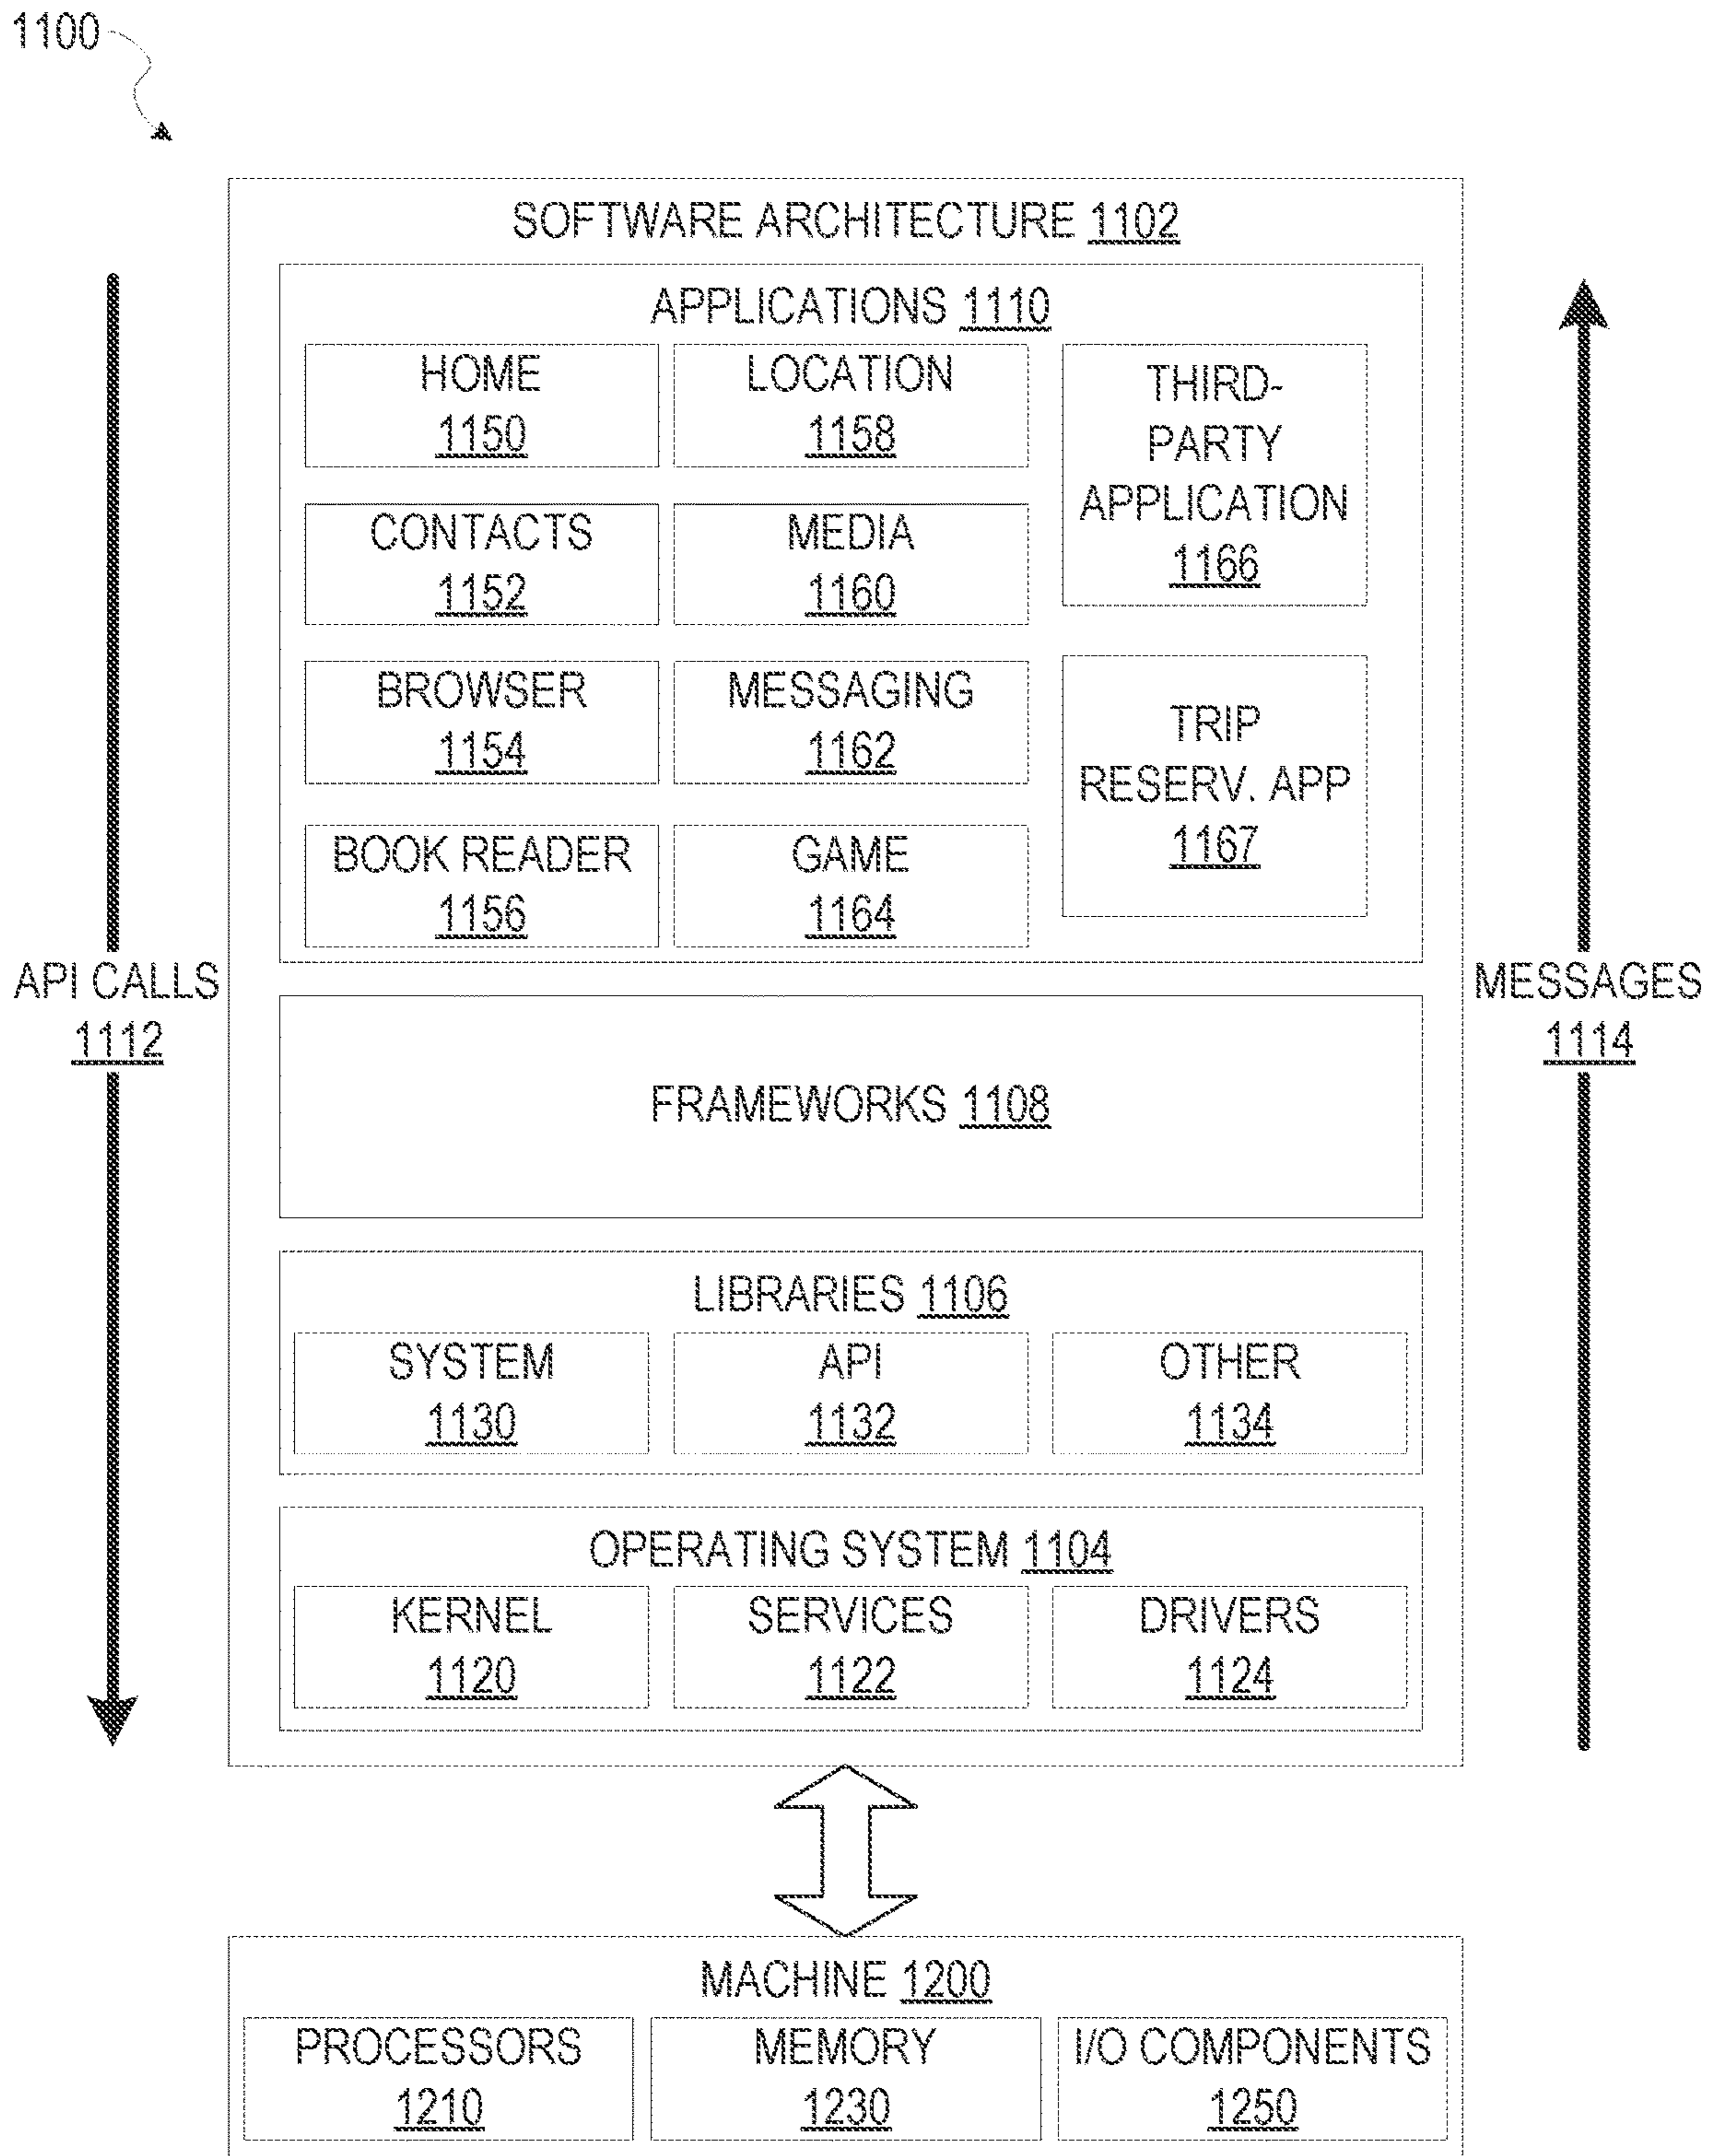 1100
SOFTWARE ARCHITECTURE 1102
APPLICATIONS 1110
HOME
1150
LOCATION
1158
THIRD-
PARTY
APPLICATION
1166
CONTACTS
1152
MEDIA
1160
BROWSER
1154
MESSAGING
1162
TRIP
RESERV. APP
1167
BOOK READER
1156
GAME
1164
API CALLS
1112
MESSAGES
1114
FRAMEWORKS 1108
LIBRARIES 1106
SYSTEM
1130
API
1132
OTHER
1134
OPERATING SYSTEM 1104
KERNEL
1120
SERVICES
1122
DRIVERS
1124
MACHINE 1200
PROCESSORS
1210
MEMORY
1230
I/O COMPONENTS
1250